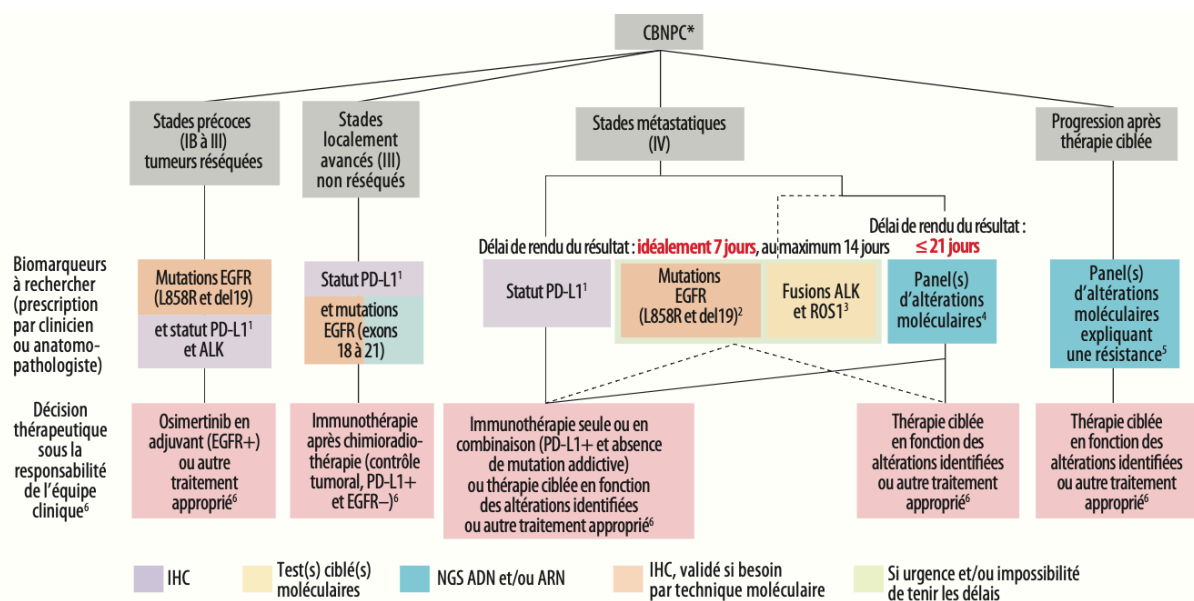 CBNPC*
Stades précoces
(IB à III)
tumeurs réséquées
Stades
localement
avancés (III)
non réséqués
Stades métastatiques
(IV)
Progression après
thérapie ciblée
Délai de rendu du résultat : idéalement 7 jours, au maximum 14 jours
Délai de rendu du résultat :
≤ 21 jours
Biomarqueurs
à rechercher
(prescription
par clinicien
ou anatomo-
pathologiste)
Mutations EGFR
(L858R et del19)
et statut PD-L1¹
et ALK
Statut PD-L1¹
et mutations
EGFR (exons
18 à 21)
Statut PD-L1¹
Mutations
EGFR
(L858R et del19)²
Fusions ALK
et ROS1³
Panel(s)
d’altérations
moléculaires⁴
Panel(s)
d’altérations
moléculaires
expliquant
une résistance⁵
Décision
thérapeutique
sous la
responsabilité
de l’équipe
clinique⁶
Osimertinib en
adjuvant (EGFR+)
ou autre
traitement
approprié⁶
Immunothérapie
après chimioradio-
thérapie (contrôle
tumoral, PD-L1+
et EGFR–)⁶
Immunothérapie seule ou en
combinaison (PD-L1+ et absence
de mutation addictive)
ou thérapie ciblée en fonction
des altérations identifiées
ou autre traitement approprié⁶
Thérapie ciblée
en fonction des
altérations identifiées
ou autre traitement
approprié⁶
Thérapie ciblée
en fonction des
altérations identifiées
ou autre traitement
approprié⁶
IHC
Test(s) ciblé(s)
moléculaires
NGS ADN et/ou ARN
IHC, validé si besoin
par technique moléculaire
Si urgence et/ou impossibilité
de tenir les délais